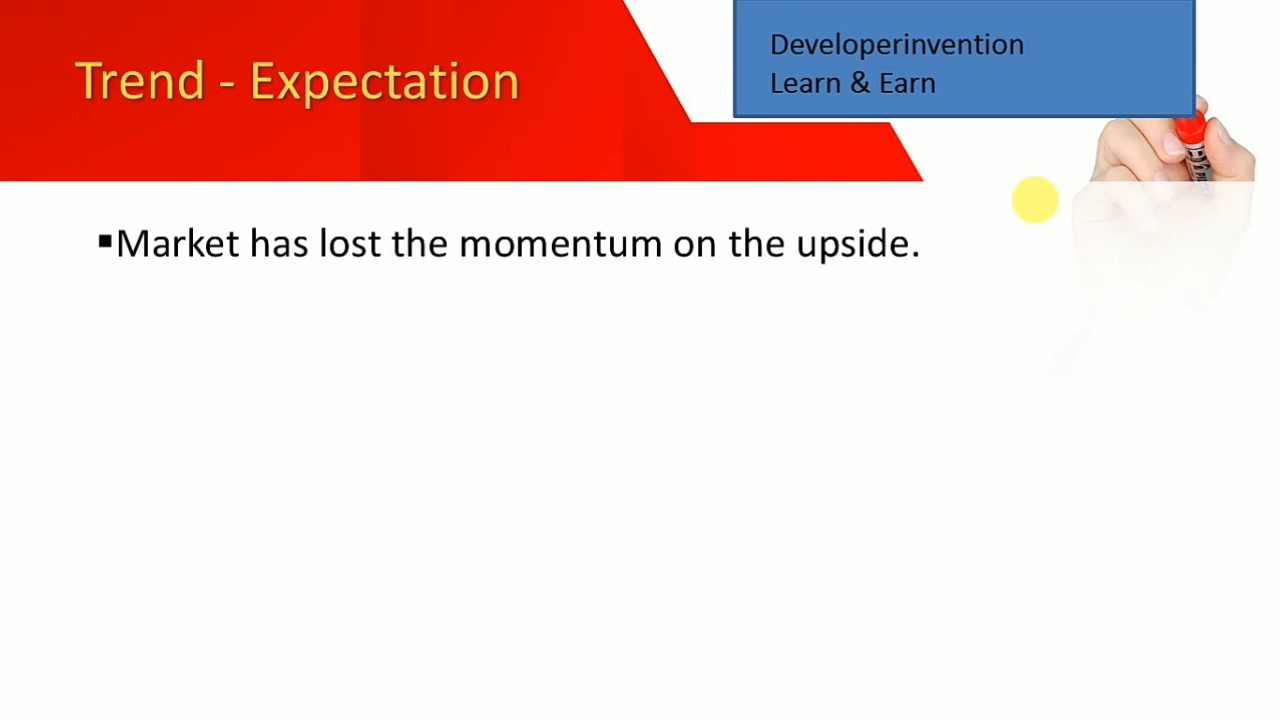 Trend - Expectation
Developerinvention
Learn & Earn
▪Market has lost the momentum on the upside.